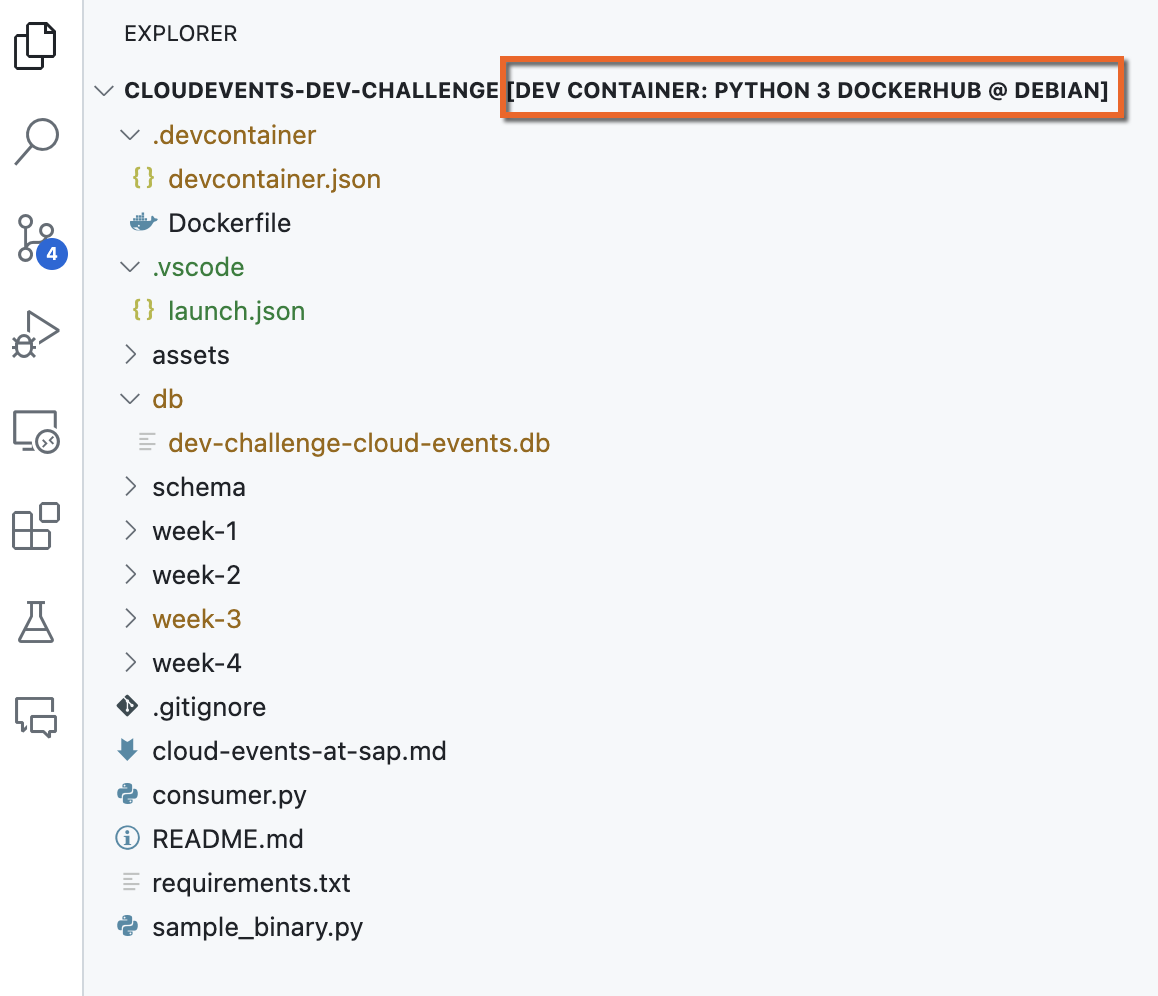 EXPLORER
CLOUDEVENTS-DEV-CHALLENGE [DEV CONTAINER: PYTHON 3 DOCKERHUB @ DEBIAN]
.devcontainer
{} devcontainer.json
Dockerfile
4
.vscode
{} launch.json
assets
db
dev-challenge-cloud-events.db
schema
week-1
week-2
week-3
week-4
.gitignore
cloud-events-at-sap.md
consumer.py
README.md
requirements.txt
sample_binary.py